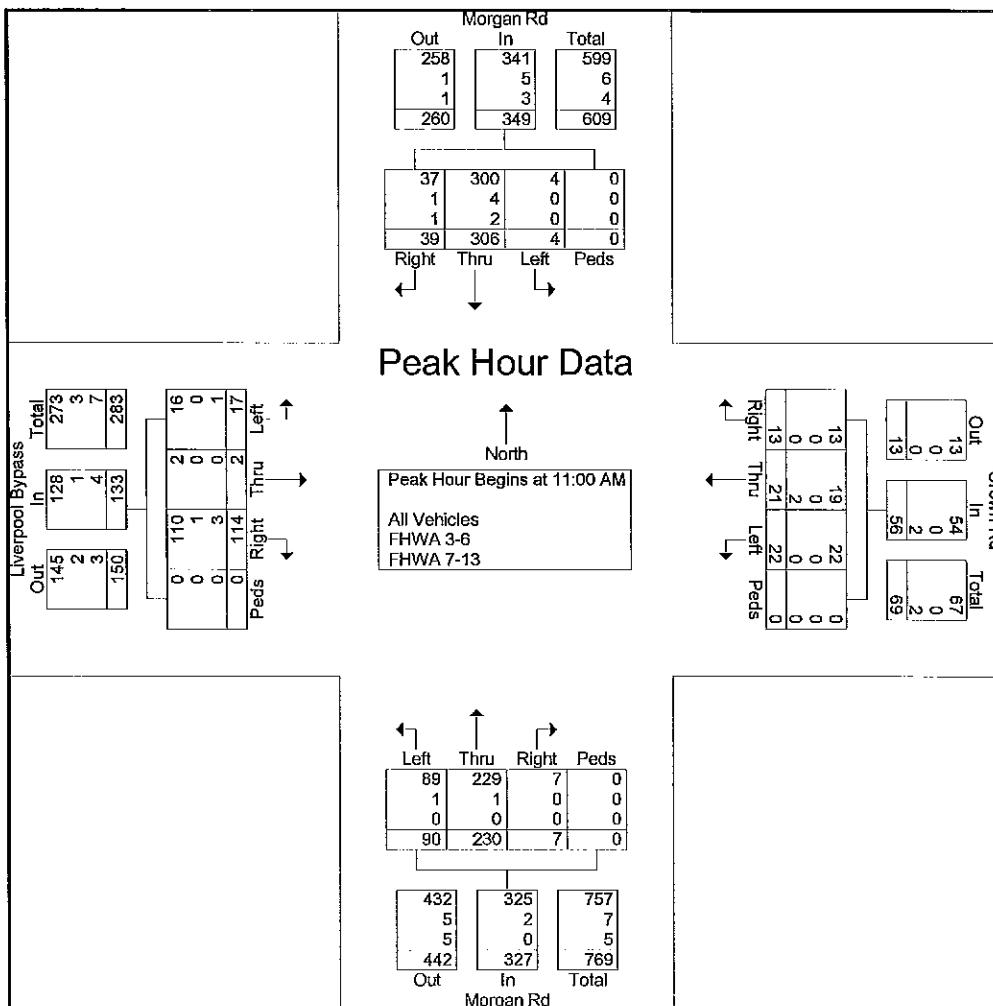 Morgan Rd
Out In Total
258 341 599
1 5 6
1 3 4
260 349 609
37 300 4 0
1 4 0 0
1 2 0 0
39 306 4 0
Right Thru Left Peds
Peak Hour Data
North
Peak Hour Begins at 11:00 AM
All Vehicles
FHWA 3-6
FHWA 7-13
Liverpool Bypass
Out In Total
145 128 273
2 1 3
3 4 7
150 133 283
110 2 16
0 1 0 0
0 3 0 1
0 114 2 17
Peds Right Thru Left
Right Thru Left Peds
13 19 22 0
0 0 0 0
0 2 0 0
13 21 22 0
Out In Total
13 54 67
0 0 0
0 2 2
13 56 69
Left Thru Right Peds
89 229 7 0
1 1 0 0
0 0 0 0
90 230 7 0
432 325 757
5 2 7
5 0 5
442 327 769
Out In Total
Morgan Rd